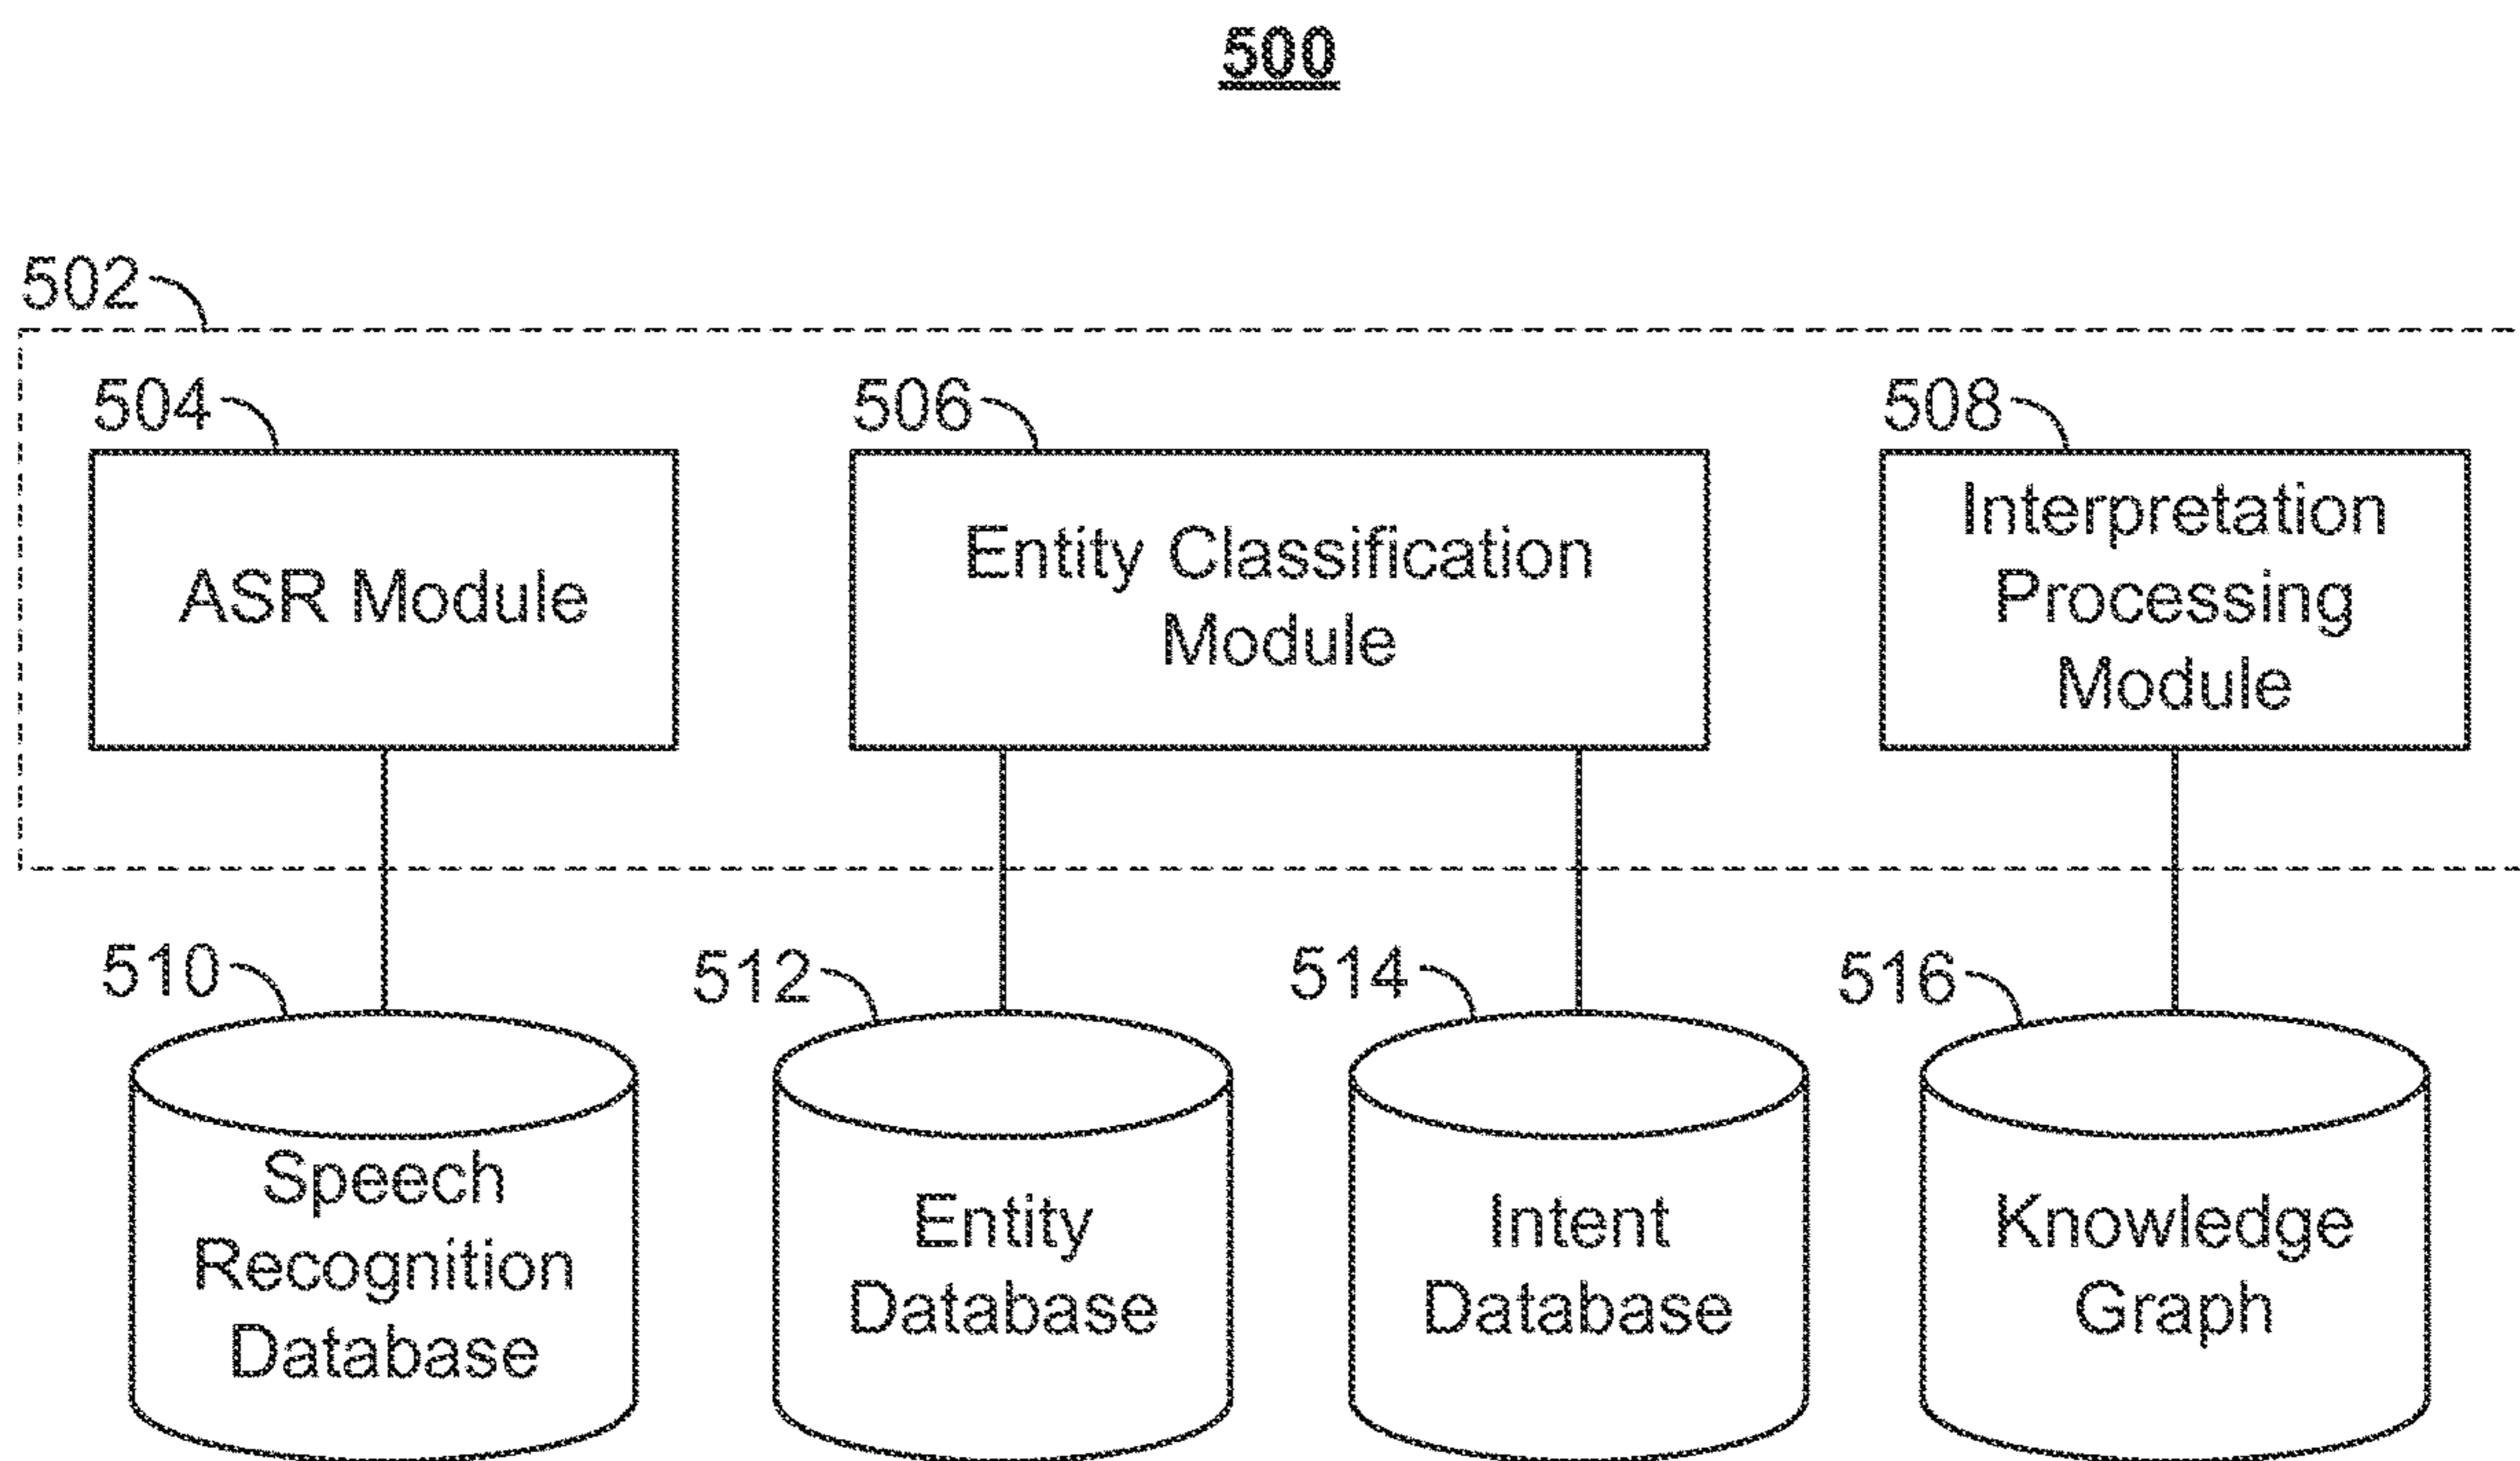 500
502
504
506
508
ASR Module
Entity Classification
Module
Interpretation
Processing
Module
510
512
514
516
Speech
Recognition
Database
Entity
Database
Intent
Database
Knowledge
Graph